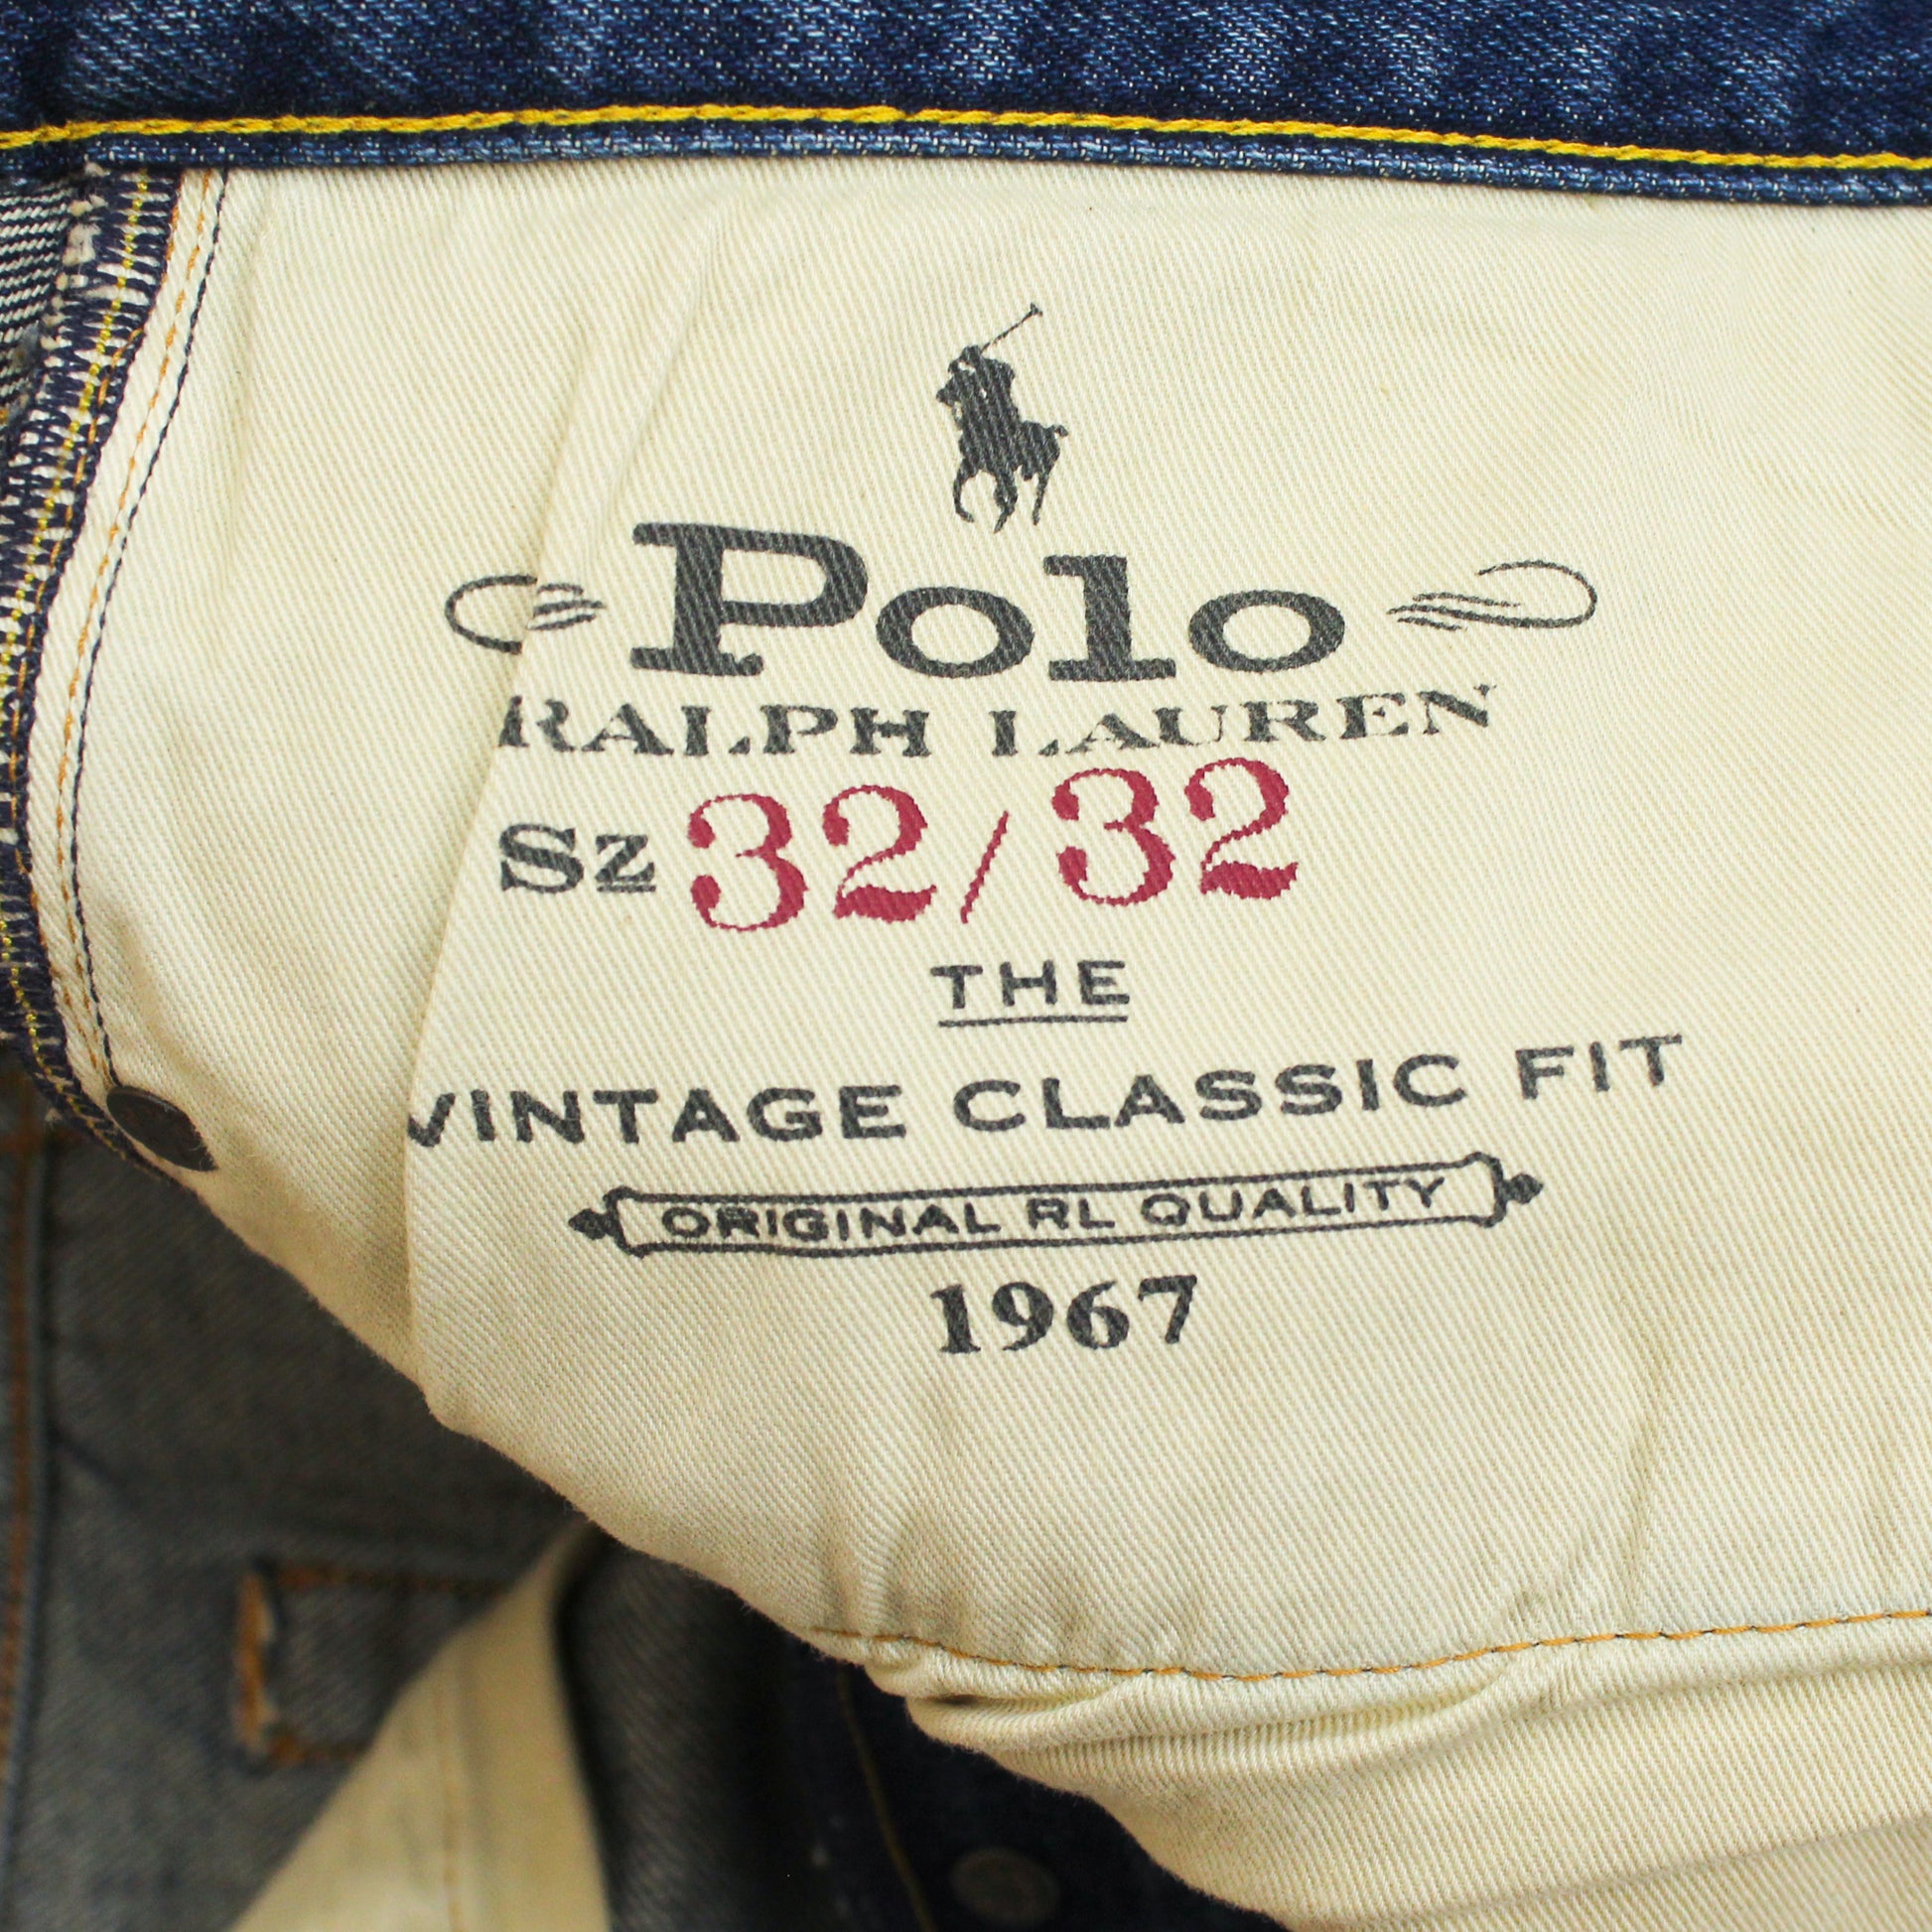 Polo
RALPH LAUREN
Sz 32/32
THE
VINTAGE CLASSIC FIT
ORIGINAL RL QUALITY
1967